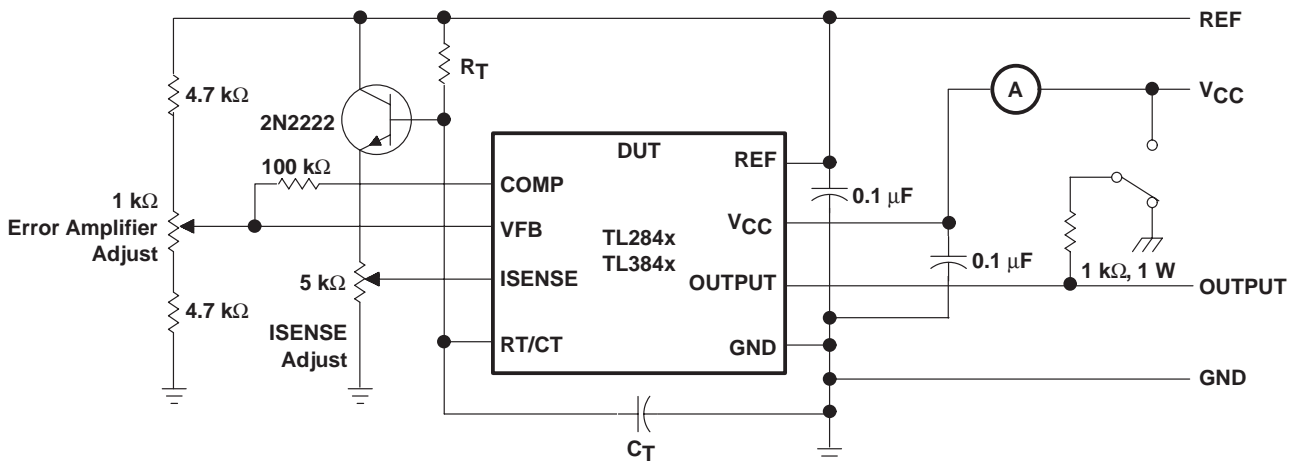 REF
R_T
A
V_CC
4.7 kΩ
2N2222
DUT
REF
100 kΩ
COMP
0.1 μF
1 kΩ
Error Amplifier
Adjust
VFB
TL284x
TL384x
V_CC
0.1 μF
1 kΩ, 1 W
5 kΩ
ISENSE
OUTPUT
OUTPUT
4.7 kΩ
ISENSE
Adjust
RT/CT
GND
GND
C_T